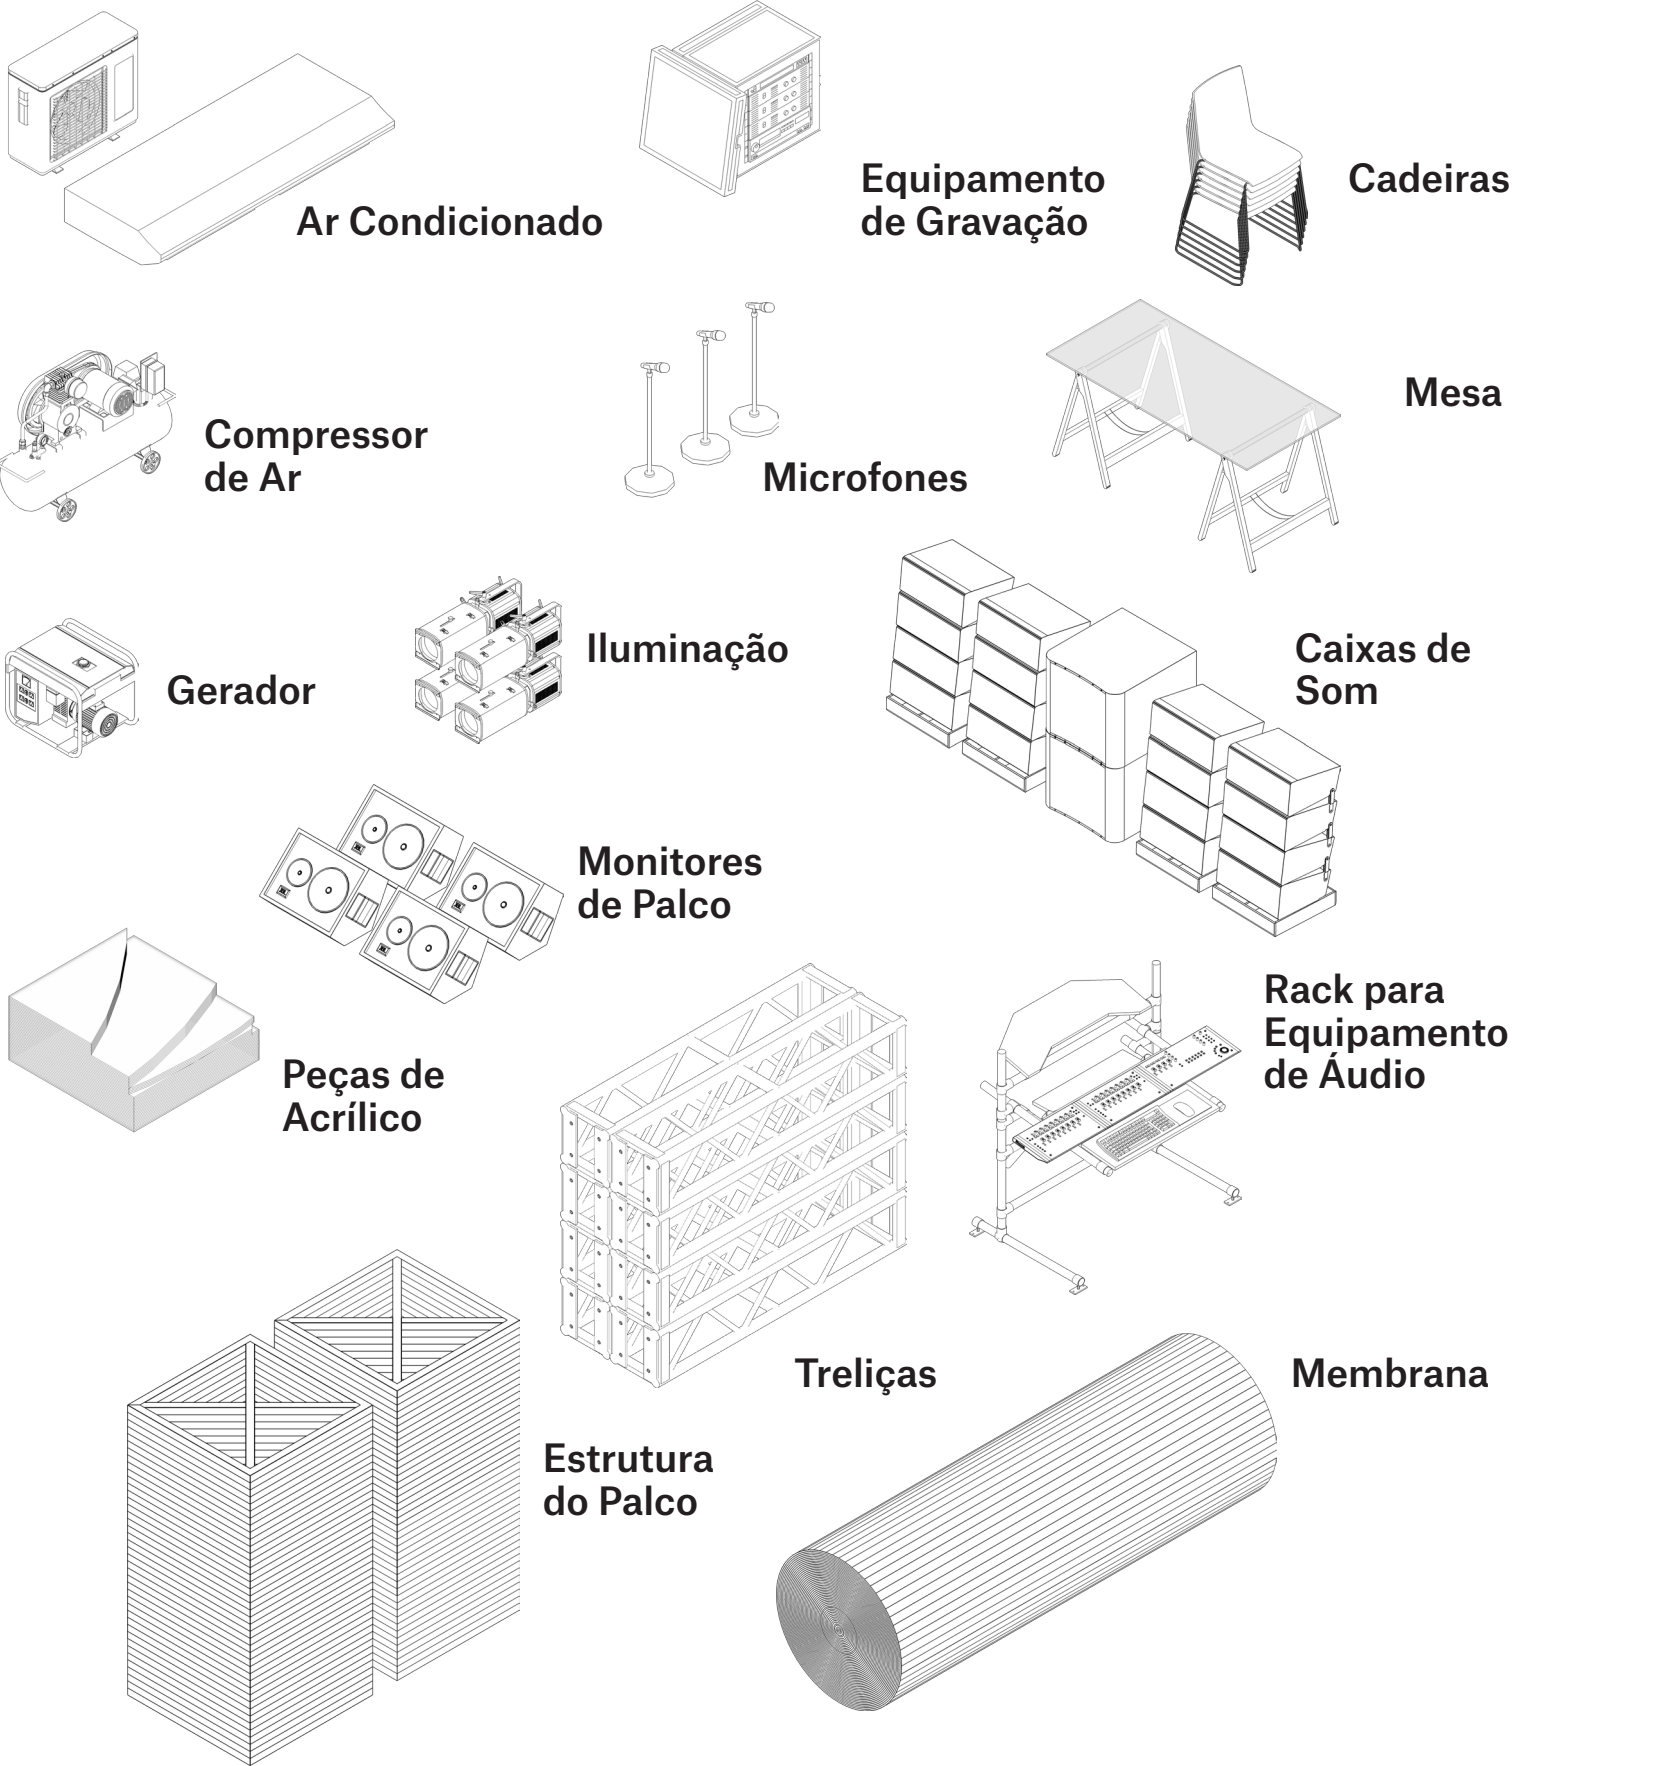 Ar Condicionado
Equipamento
de Gravação
Cadeiras
Compressor
de Ar
Microfones
Mesa
Gerador
Iluminação
Caixas de
Som
Monitores
de Palco
Peças de
Acrílico
Rack para
Equipamento
de Áudio
Treliças
Membrana
Estrutura
do Palco